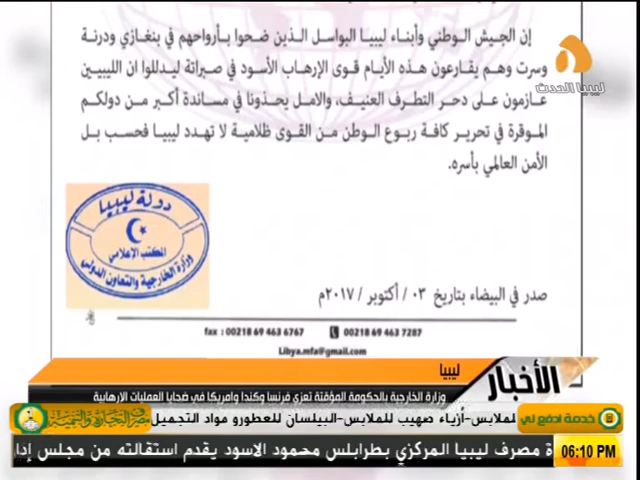 إن الجيش الوطني وأبناء ليبيا البواسل الذين ضحوا بأرواحهم في بنغازي ودرنة
وسرت وهم يقارعون هذه الأيام قوى الإرهاب الأسود في صبراتة ليدللوا ان الليبيين
عازمون على دحر التطرف العنيف، والامل يحذونا في مساندة أكبر من دولكم
الموقرة في تحرير كافة ربوع الوطن من القوى ظلامية لا تهدد ليبيا فحسب بل
الأمن العالمي بأسره.
ليبيا الحدث
دولة ليبيا
المكتب الإعلامي
وزارة الخارجية والتعاون الدولي
صدر في البيضاء بتاريخ ٠٣ / أكتوبر / ٢٠١٧م
fax : 00218 69 463 6767 00218 69 463 7287
Libya.mfa@gmail.com
ليبيا
الأخبار
وزارة الخارجية بالحكومة المؤقتة تعزي فرنسا وكندا وامريكا في ضحايا العمليات الارهابية
خدمة ادفع لي
للملابس-أزياء صهيب للملابس-البيلسان للعطورو مواد التجميل
مصرف التجارة والتنمية
06:10 PM
ة مصرف ليبيا المركزي بطرابلس محمود الاسود يقدم استقالته من مجلس إدا